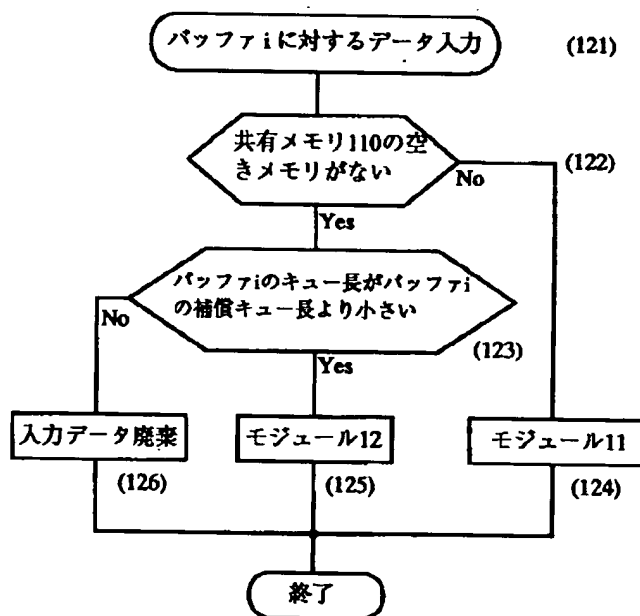 バッファiに対するデータ入力
(121)
共有メモリ110の空
きメモリがない
(122)
No
Yes
バッファiのキュー長がバッファi
の補償キュー長より小さい
No
(123)
Yes
入力データ廃棄
モジュール12
モジュール11
(126)
(125)
(124)
終了